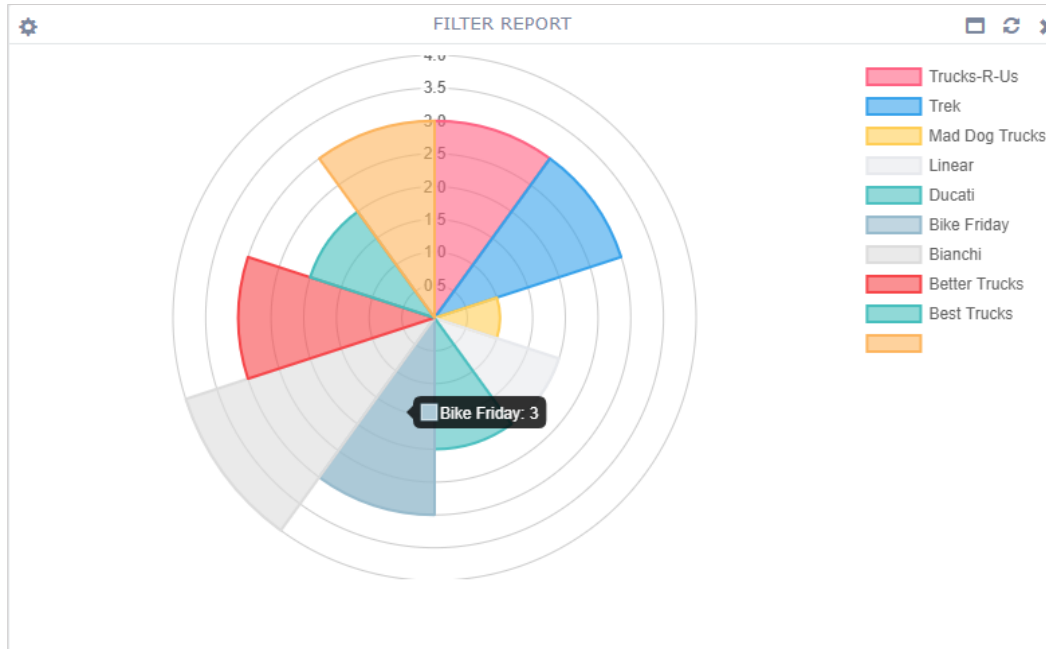 FILTER REPORT
4.0
3.5
3.0
2.5
2.0
1.5
1.0
0.5
Bike Friday: 3
Trucks-R-Us
Trek
Mad Dog Trucks
Linear
Ducati
Bike Friday
Bianchi
Better Trucks
Best Trucks